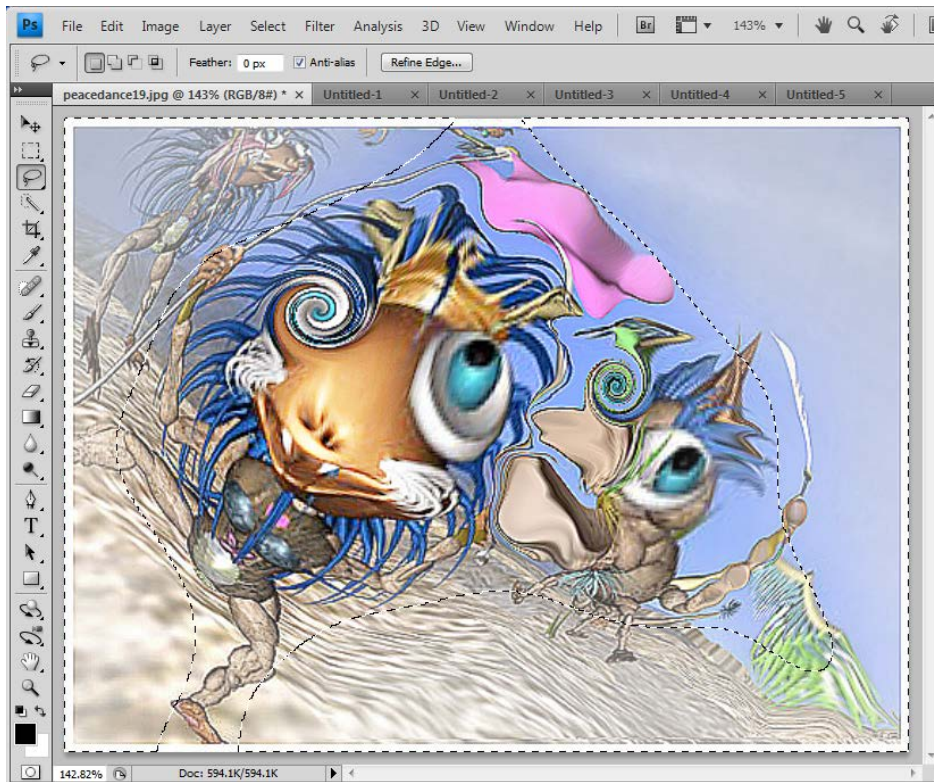 Ps File Edit Image Layer Select Filter Analysis 3D View Window Help Br 143%
Feather: 0 px Anti-alias Refine Edge...
peacedance19.jpg @ 143% (RGB/8#) * × Untitled-1 × Untitled-2 × Untitled-3 × Untitled-4 × Untitled-5 ×
T
142.82% Doc: 594.1K/594.1K